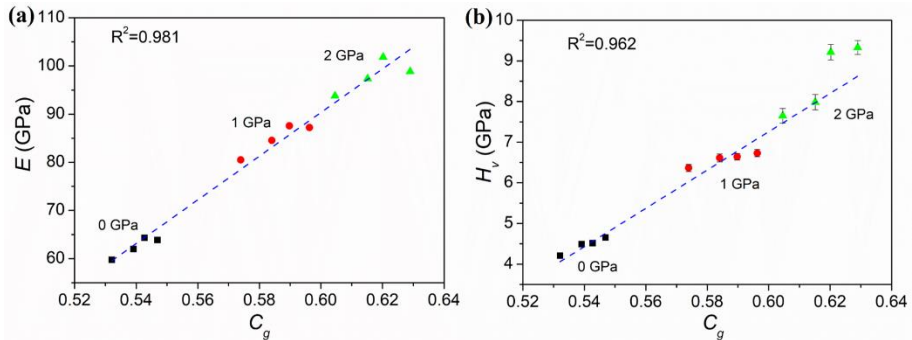 (a)
R²=0.981
2 GPa
1 GPa
0 GPa
E (GPa)
110
100
90
80
70
60
0.52 0.54 0.56 0.58 0.60 0.62 0.64
Cg
(b)
R²=0.962
2 GPa
1 GPa
0 GPa
Hv (GPa)
10
9
8
7
6
5
4
3
0.52 0.54 0.56 0.58 0.60 0.62 0.64
Cg